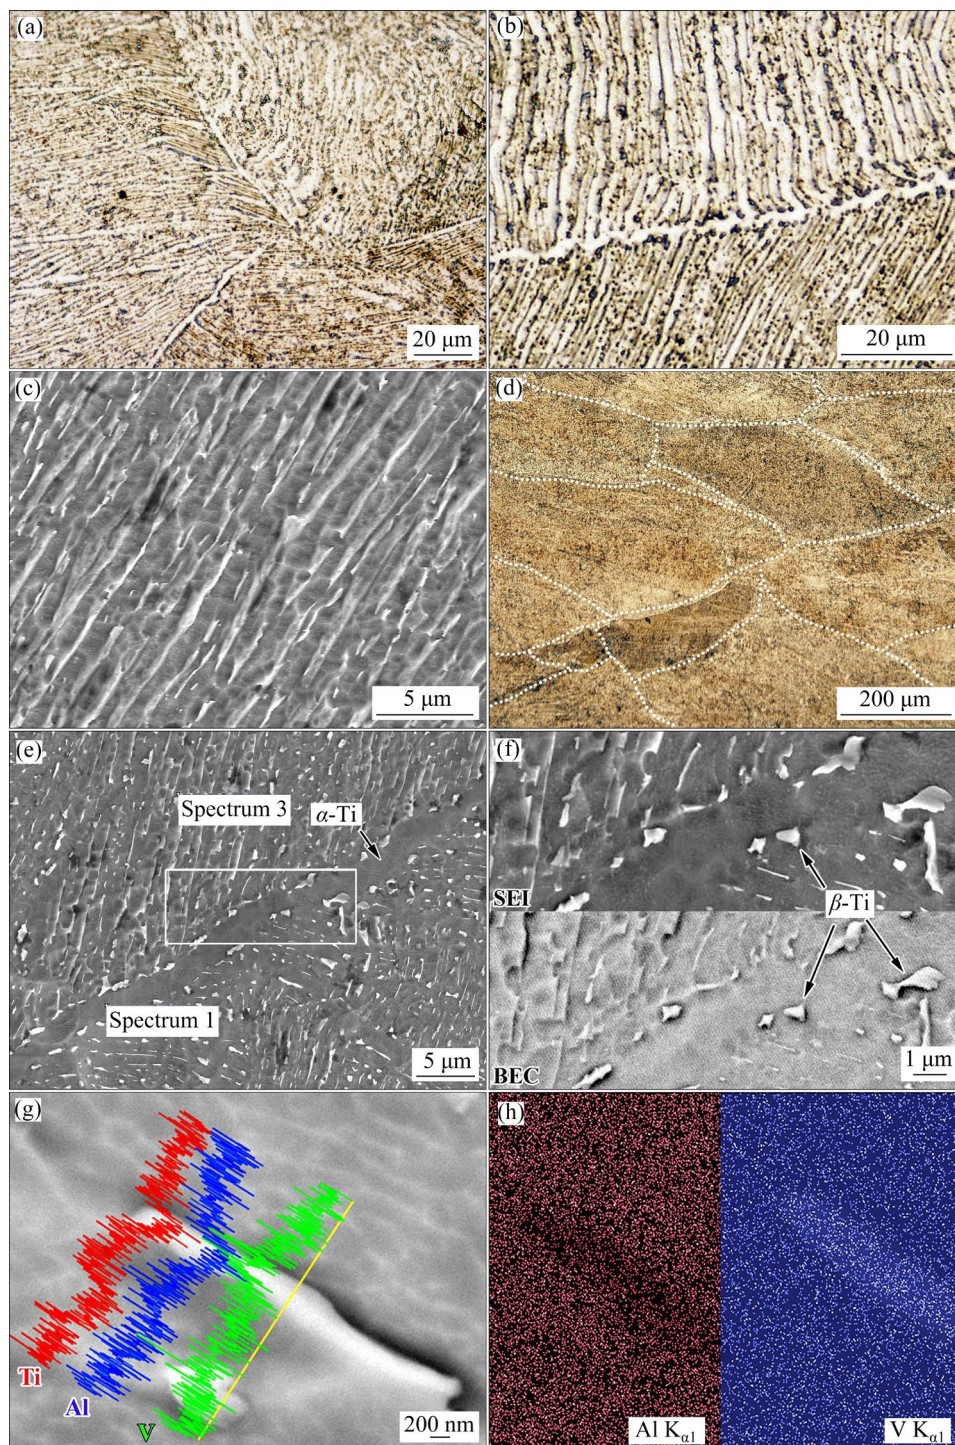 (a)
20 μm
(b)
20 μm
(c)
5 μm
(d)
200 μm
(e)
Spectrum 3
α-Ti
Spectrum 1
5 μm
(f)
SEI
β-Ti
BEC
1 μm
(g)
Ti
Al
V
200 nm
(h)
Al Kα1
V Kα1